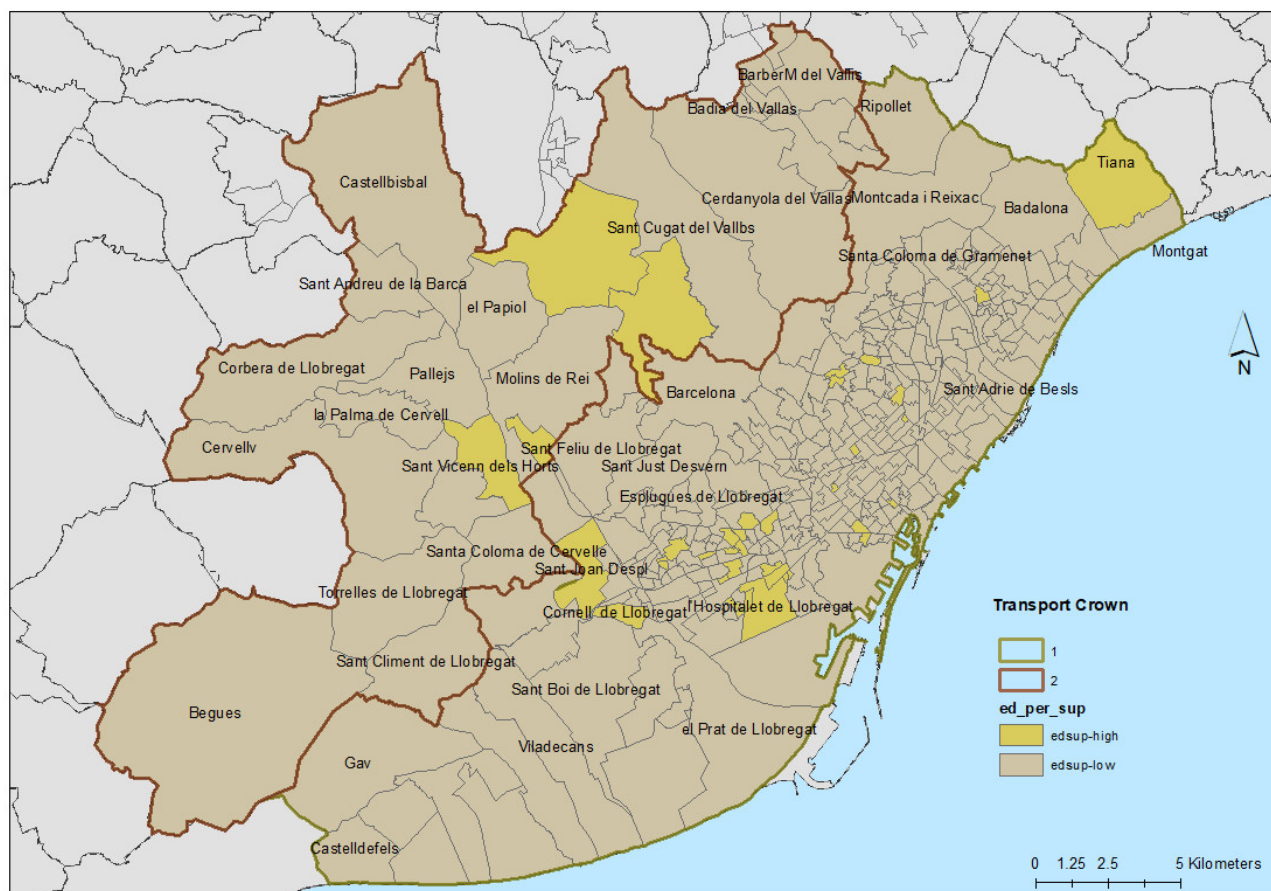 BarberM del Vallis
Badia del Vallas
Ripollet
Tiana
Castellbisbal
Cerdanyola del Vallas
Montcada i Reixac
Badalona
Sant Cugat del Vallbs
Santa Coloma de Gramenet
Montgat
Sant Andreu de la Barca
el Papiol
N
Corbera de Llobregat
Pallejs
Molins de Rei
Barcelona
Sant Adrie de Besls
la Palma de Cervell
Cervellv
Sant Feliu de Llobregat
Sant Vicenn dels Horts
Sant Just Desvern
Esplugues de Llobregat
Santa Coloma de Cervelle
Sant Joan Despl
Torrelles de Llobregat
Cornell de Llobregat
l'Hospitalet de Llobregat
Sant Climent de Llobregat
Sant Boi de Llobregat
Begues
el Prat de Llobregat
Viladecans
Gav
Castelldefels
Transport Crown
1
2
ed_per_sup
edsup-high
edsup-low
0 1.25 2.5 5 Kilometers